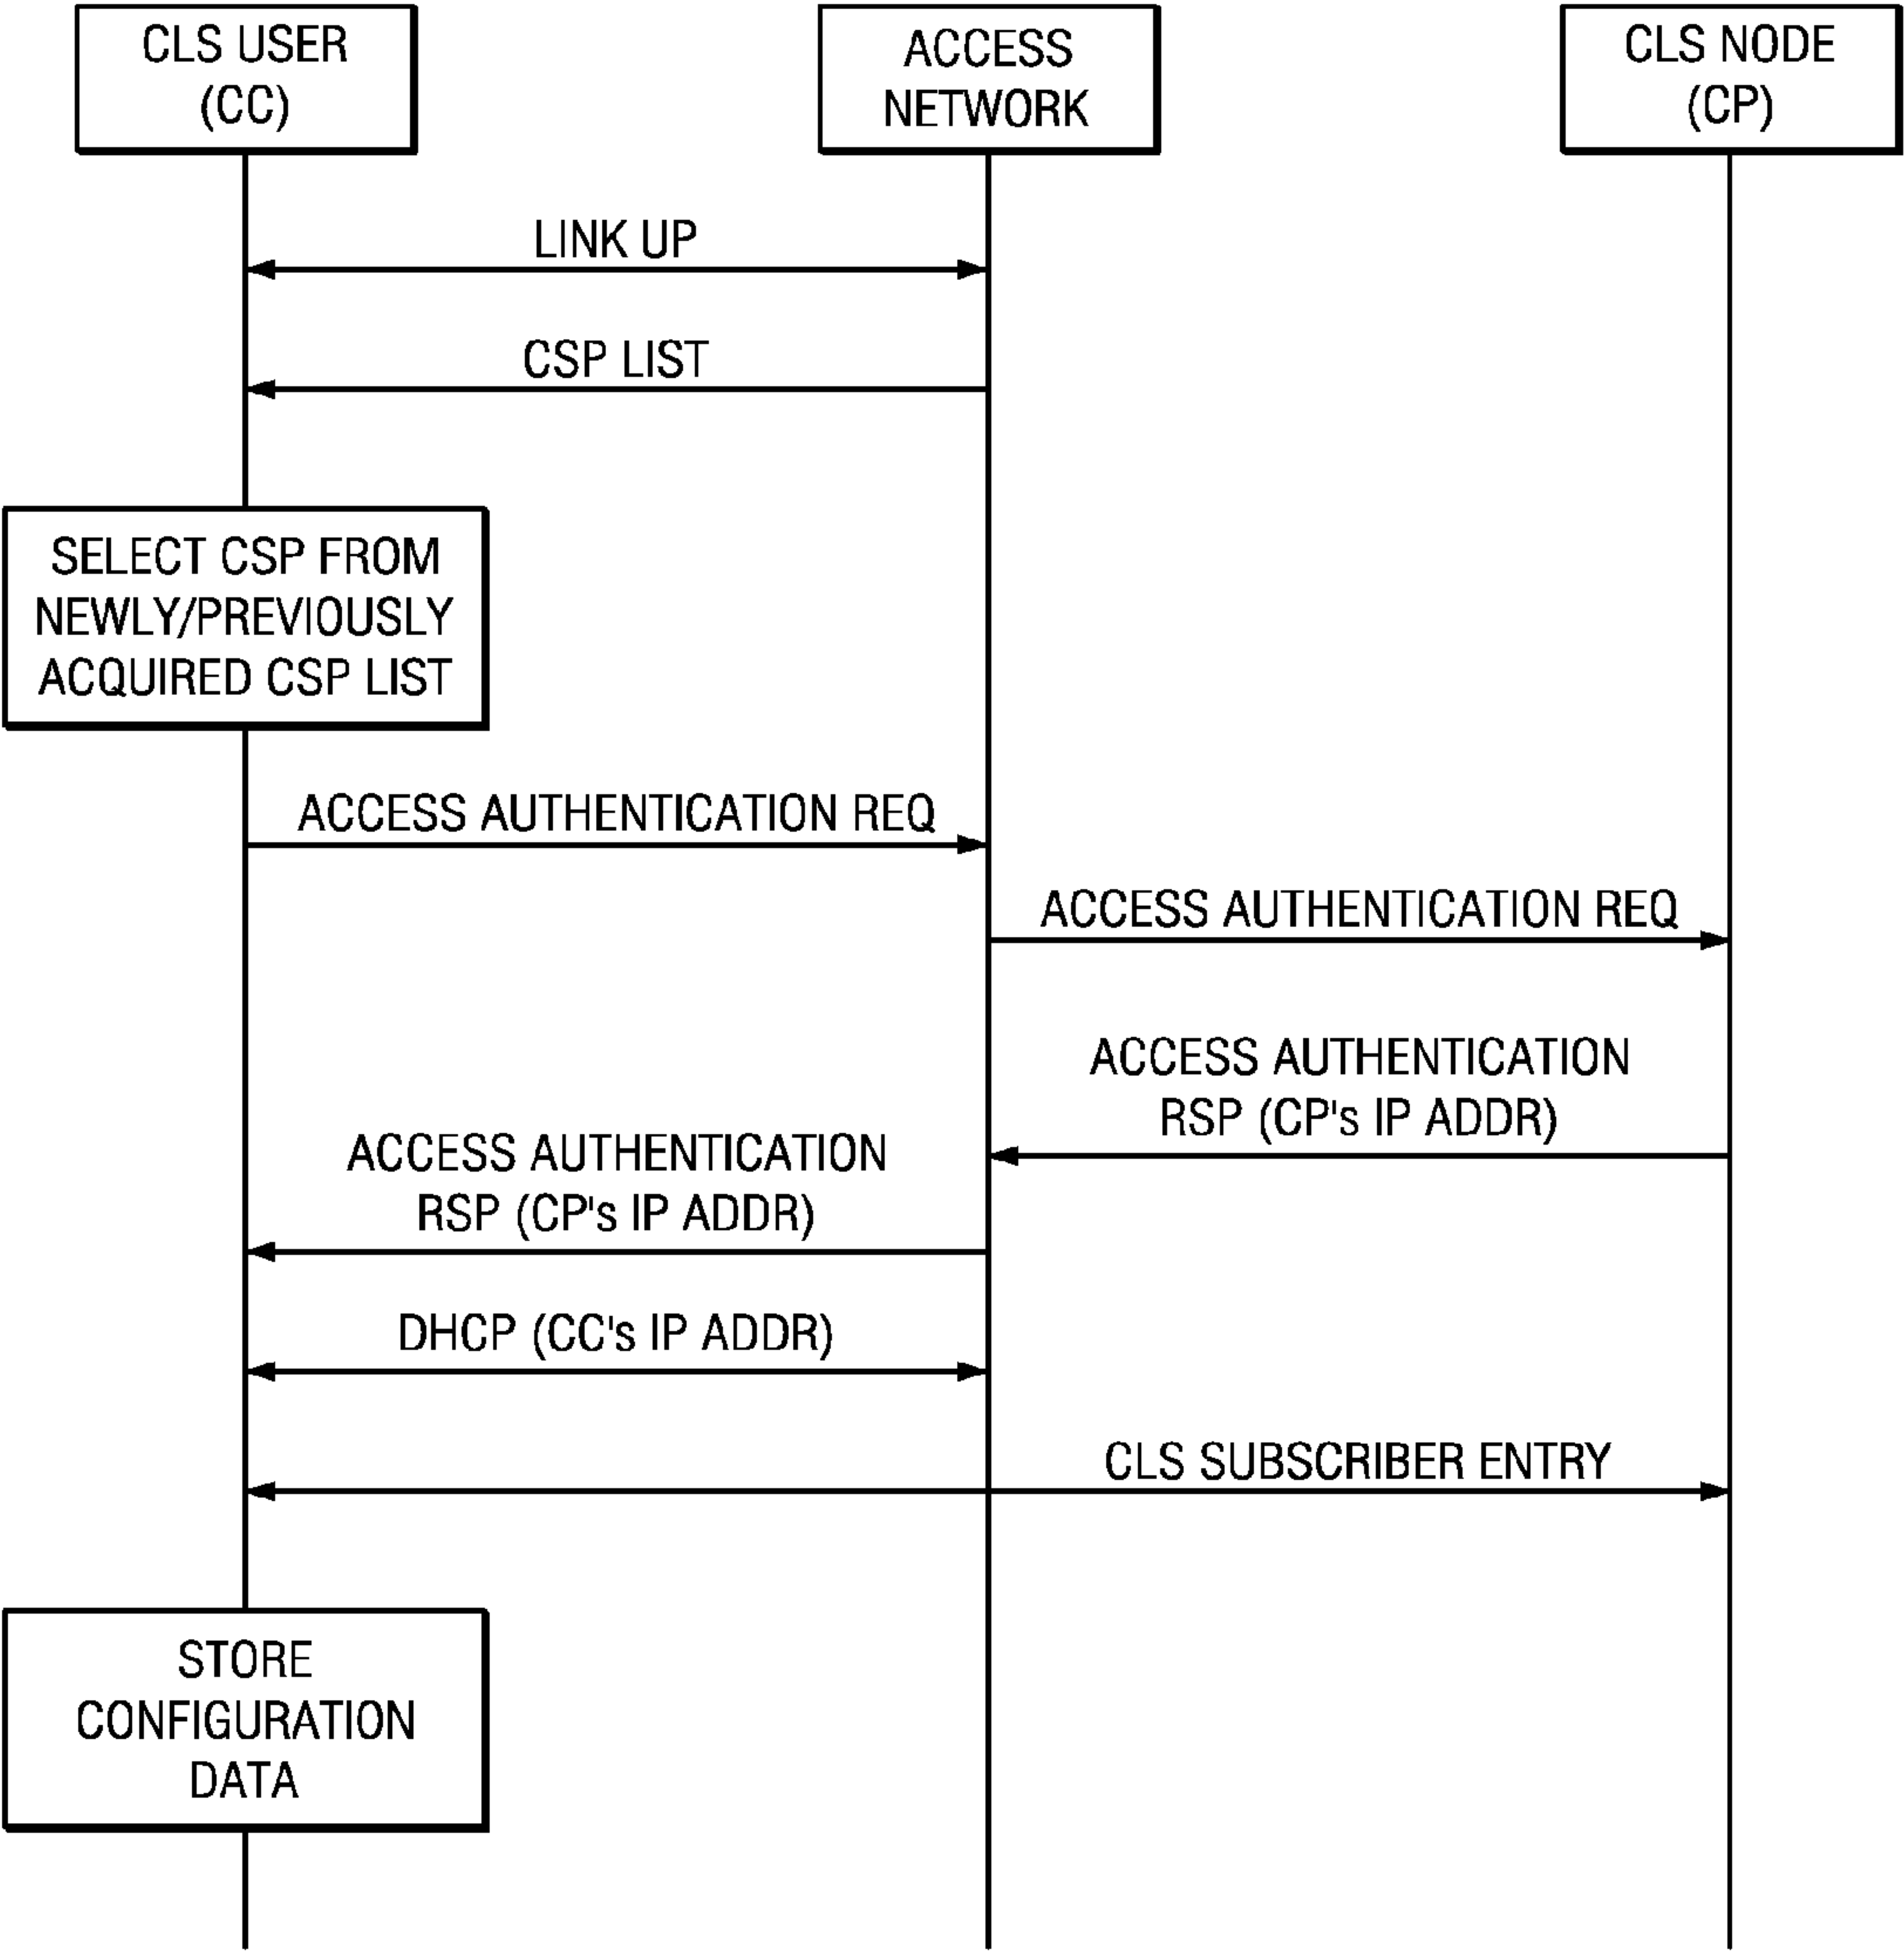 CLS USER
(CC)
ACCESS
NETWORK
CLS NODE
(CP)
LINK UP
CSP LIST
SELECT CSP FROM
NEWLY/PREVIOUSLY
ACQUIRED CSP LIST
ACCESS AUTHENTICATION REQ
ACCESS AUTHENTICATION REQ
ACCESS AUTHENTICATION
RSP (CP's IP ADDR)
ACCESS AUTHENTICATION
RSP (CP's IP ADDR)
DHCP (CC's IP ADDR)
CLS SUBSCRIBER ENTRY
STORE
CONFIGURATION
DATA